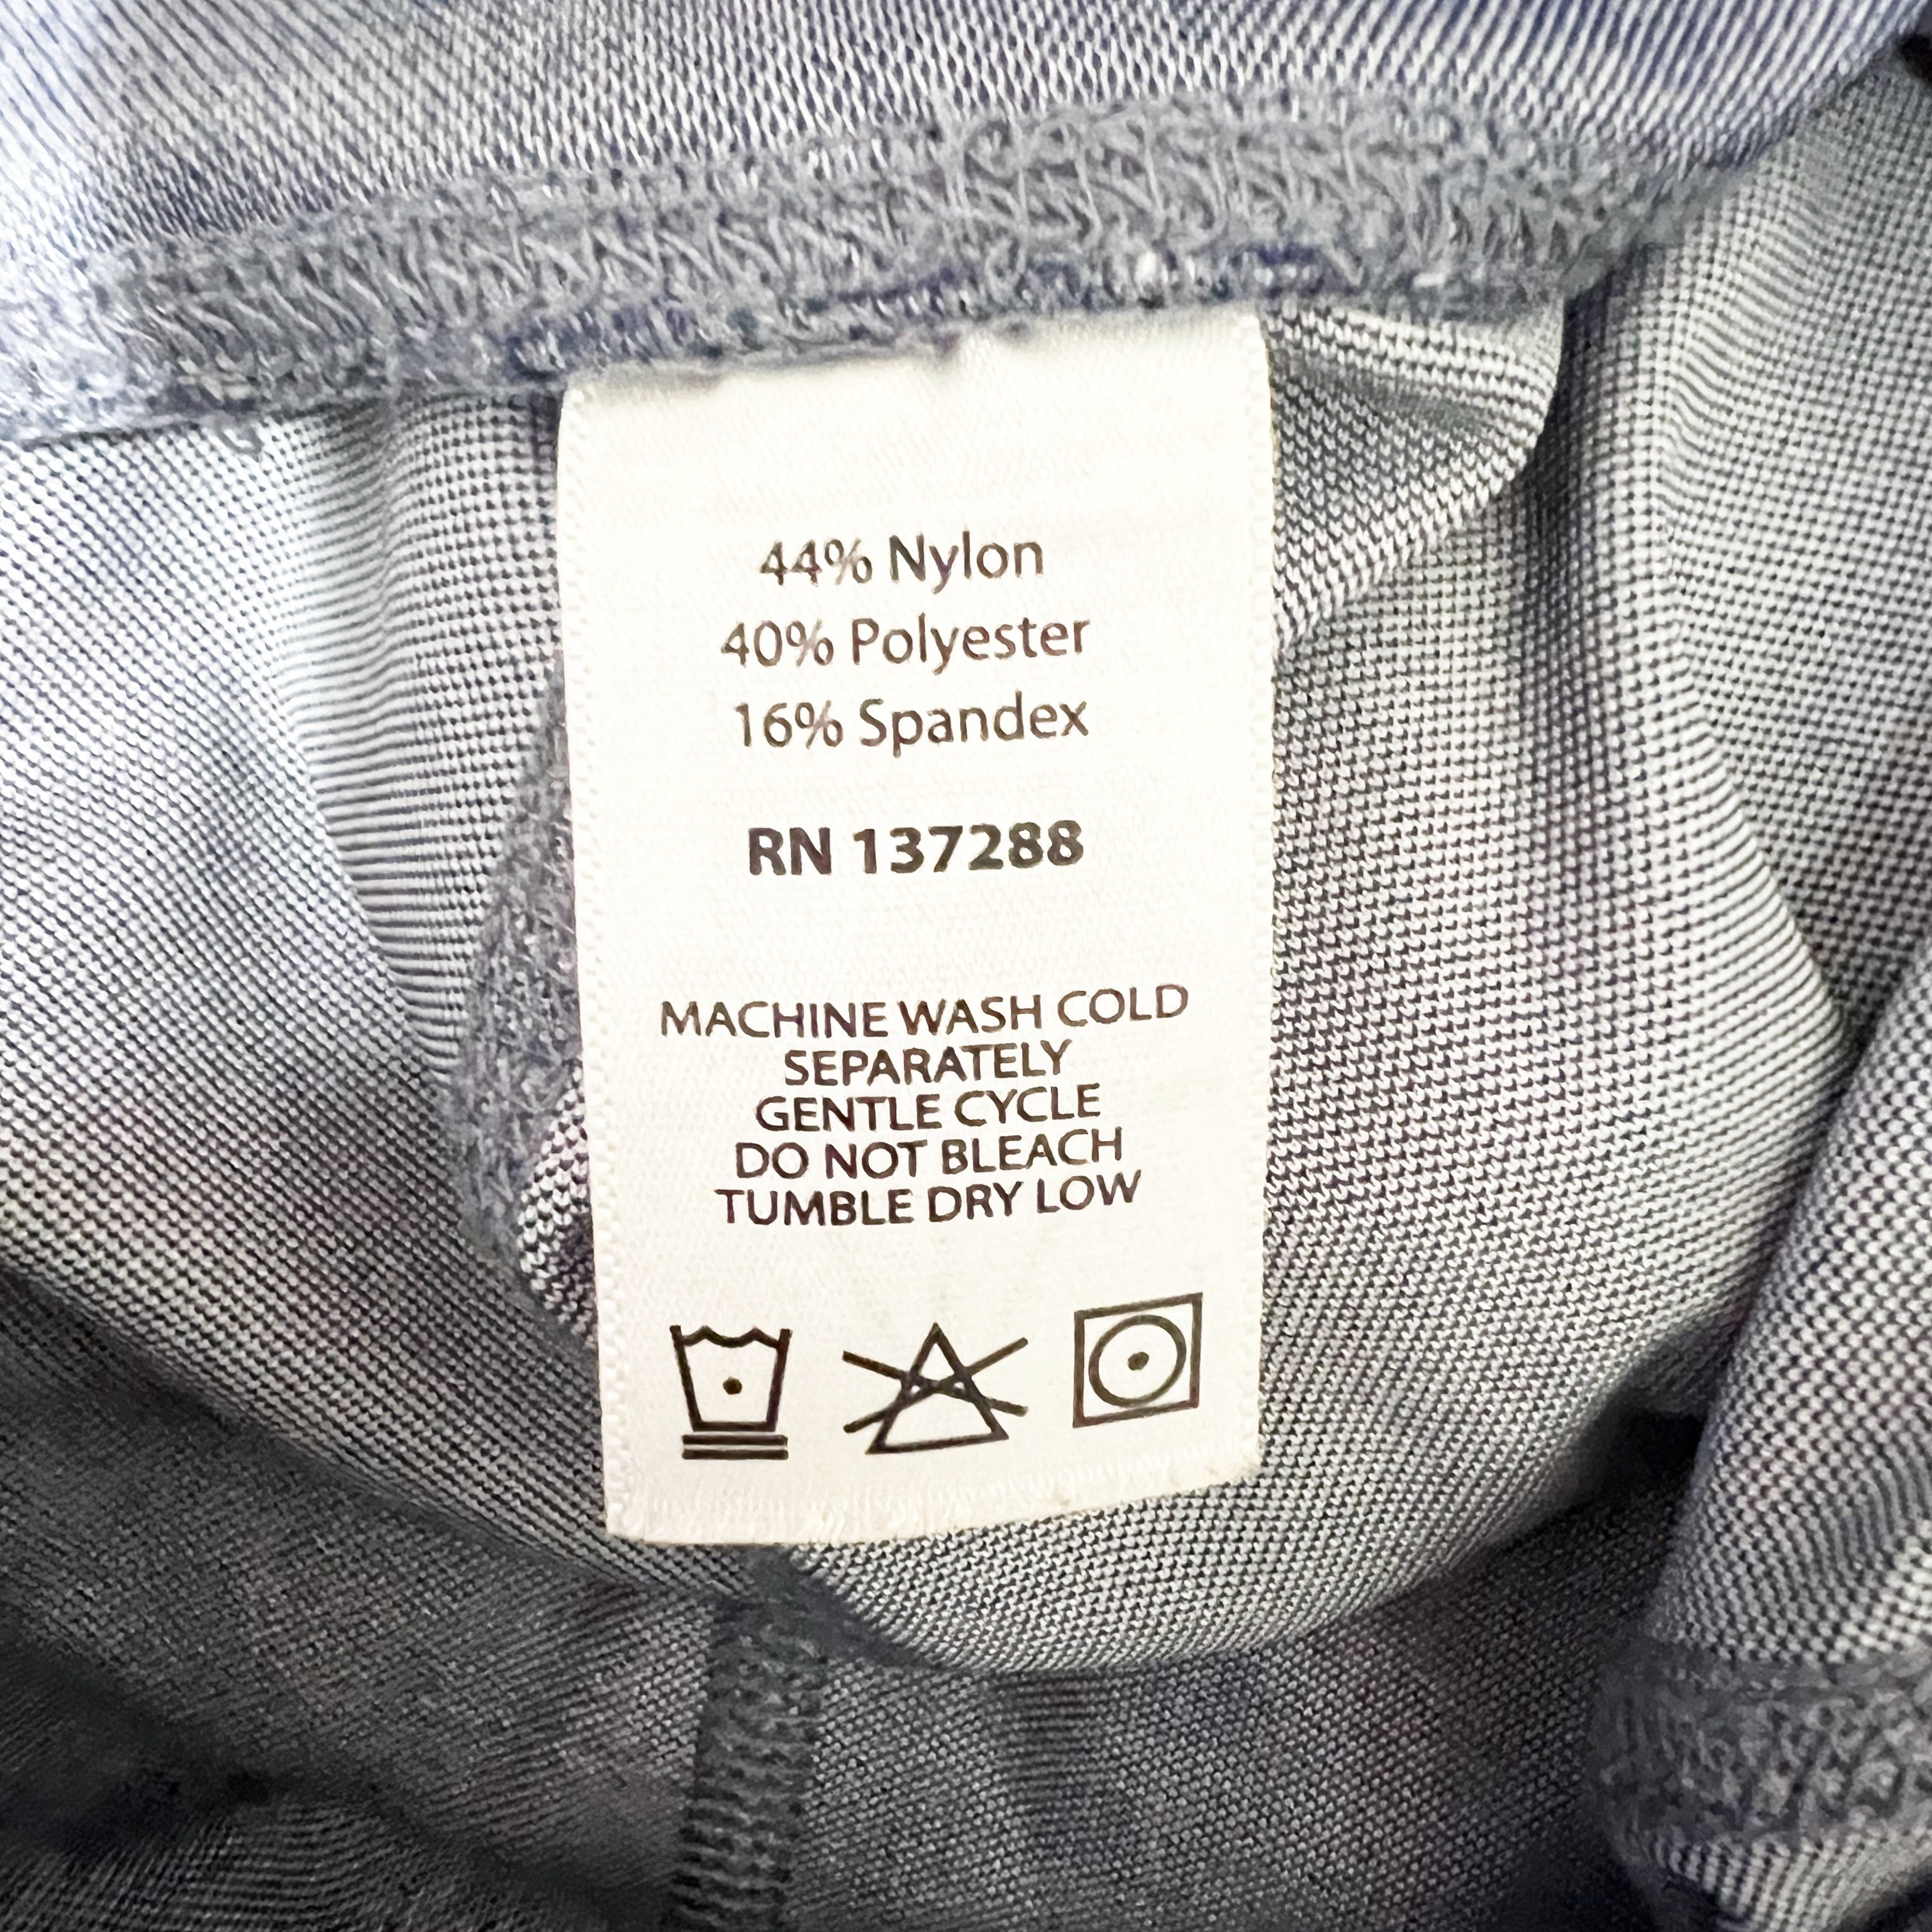 44% Nylon
40% Polyester
16% Spandex
RN 137288
MACHINE WASH COLD
SEPARATELY
GENTLE CYCLE
DO NOT BLEACH
TUMBLE DRY LOW